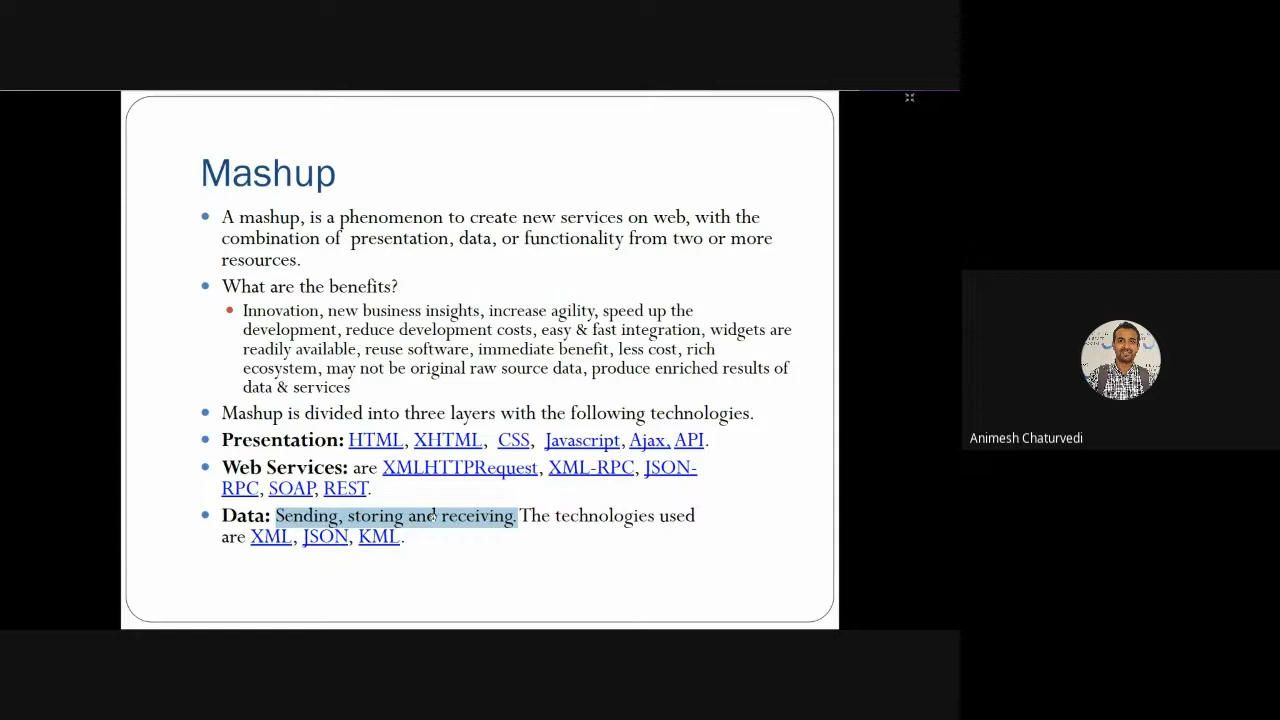 Mashup
• A mashup, is a phenomenon to create new services on web, with the
combination of presentation, data, or functionality from two or more
resources.
• What are the benefits?
• Innovation, new business insights, increase agility, speed up the
development, reduce development costs, easy & fast integration, widgets are
readily available, reuse software, immediate benefit, less cost, rich
ecosystem, may not be original raw source data, produce enriched results of
data & services
• Mashup is divided into three layers with the following technologies.
• Presentation: HTML, XHTML, CSS, Javascript, Ajax, API.
• Web Services: are XMLHTTPRequest, XML-RPC, JSON-
RPC, SOAP, REST.
• Data: Sending, storing and receiving. The technologies used
are XML, JSON, KML.
Animesh Chaturvedi